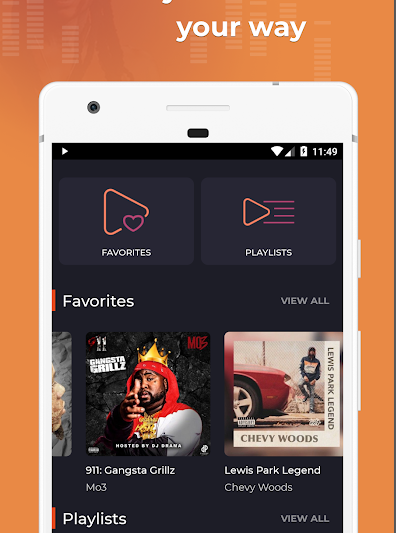 your way
11:49
FAVORITES
PLAYLISTS
Favorites
VIEW ALL
GANGSTA
GRILLZ
MO3
HOSTED BY DJ DRAMA
LEWIS PARK LEGEND
CHEVY WOODS
911: Gangsta Grillz
Mo3
Lewis Park Legend
Chevy Woods
Playlists
VIEW ALL